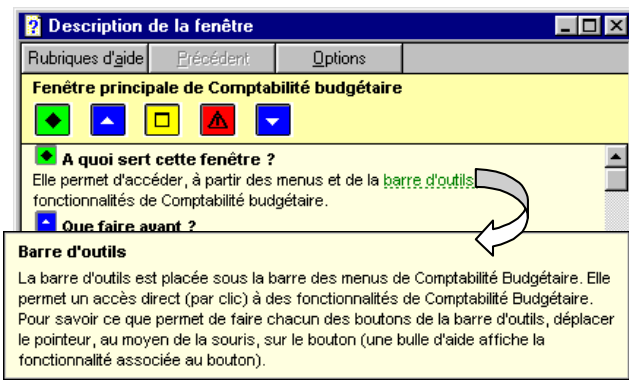 Description de la fenêtre
Rubriques d'aide Précédent Options
Fenêtre principale de Comptabilité budgétaire
A quoi sert cette fenêtre ?
Elle permet d'accéder, à partir des menus et de la barre d'outils
fonctionnalités de Comptabilité budgétaire.
Que faire avant ?
Barre d'outils
La barre d'outils est placée sous la barre des menus de Comptabilité Budgétaire. Elle
permet un accès direct (par clic) à des fonctionnalités de Comptabilité Budgétaire.
Pour savoir ce que permet de faire chacun des boutons de la barre d'outils, déplacer
le pointeur, au moyen de la souris, sur le bouton (une bulle d'aide affiche la
fonctionnalité associée au bouton).